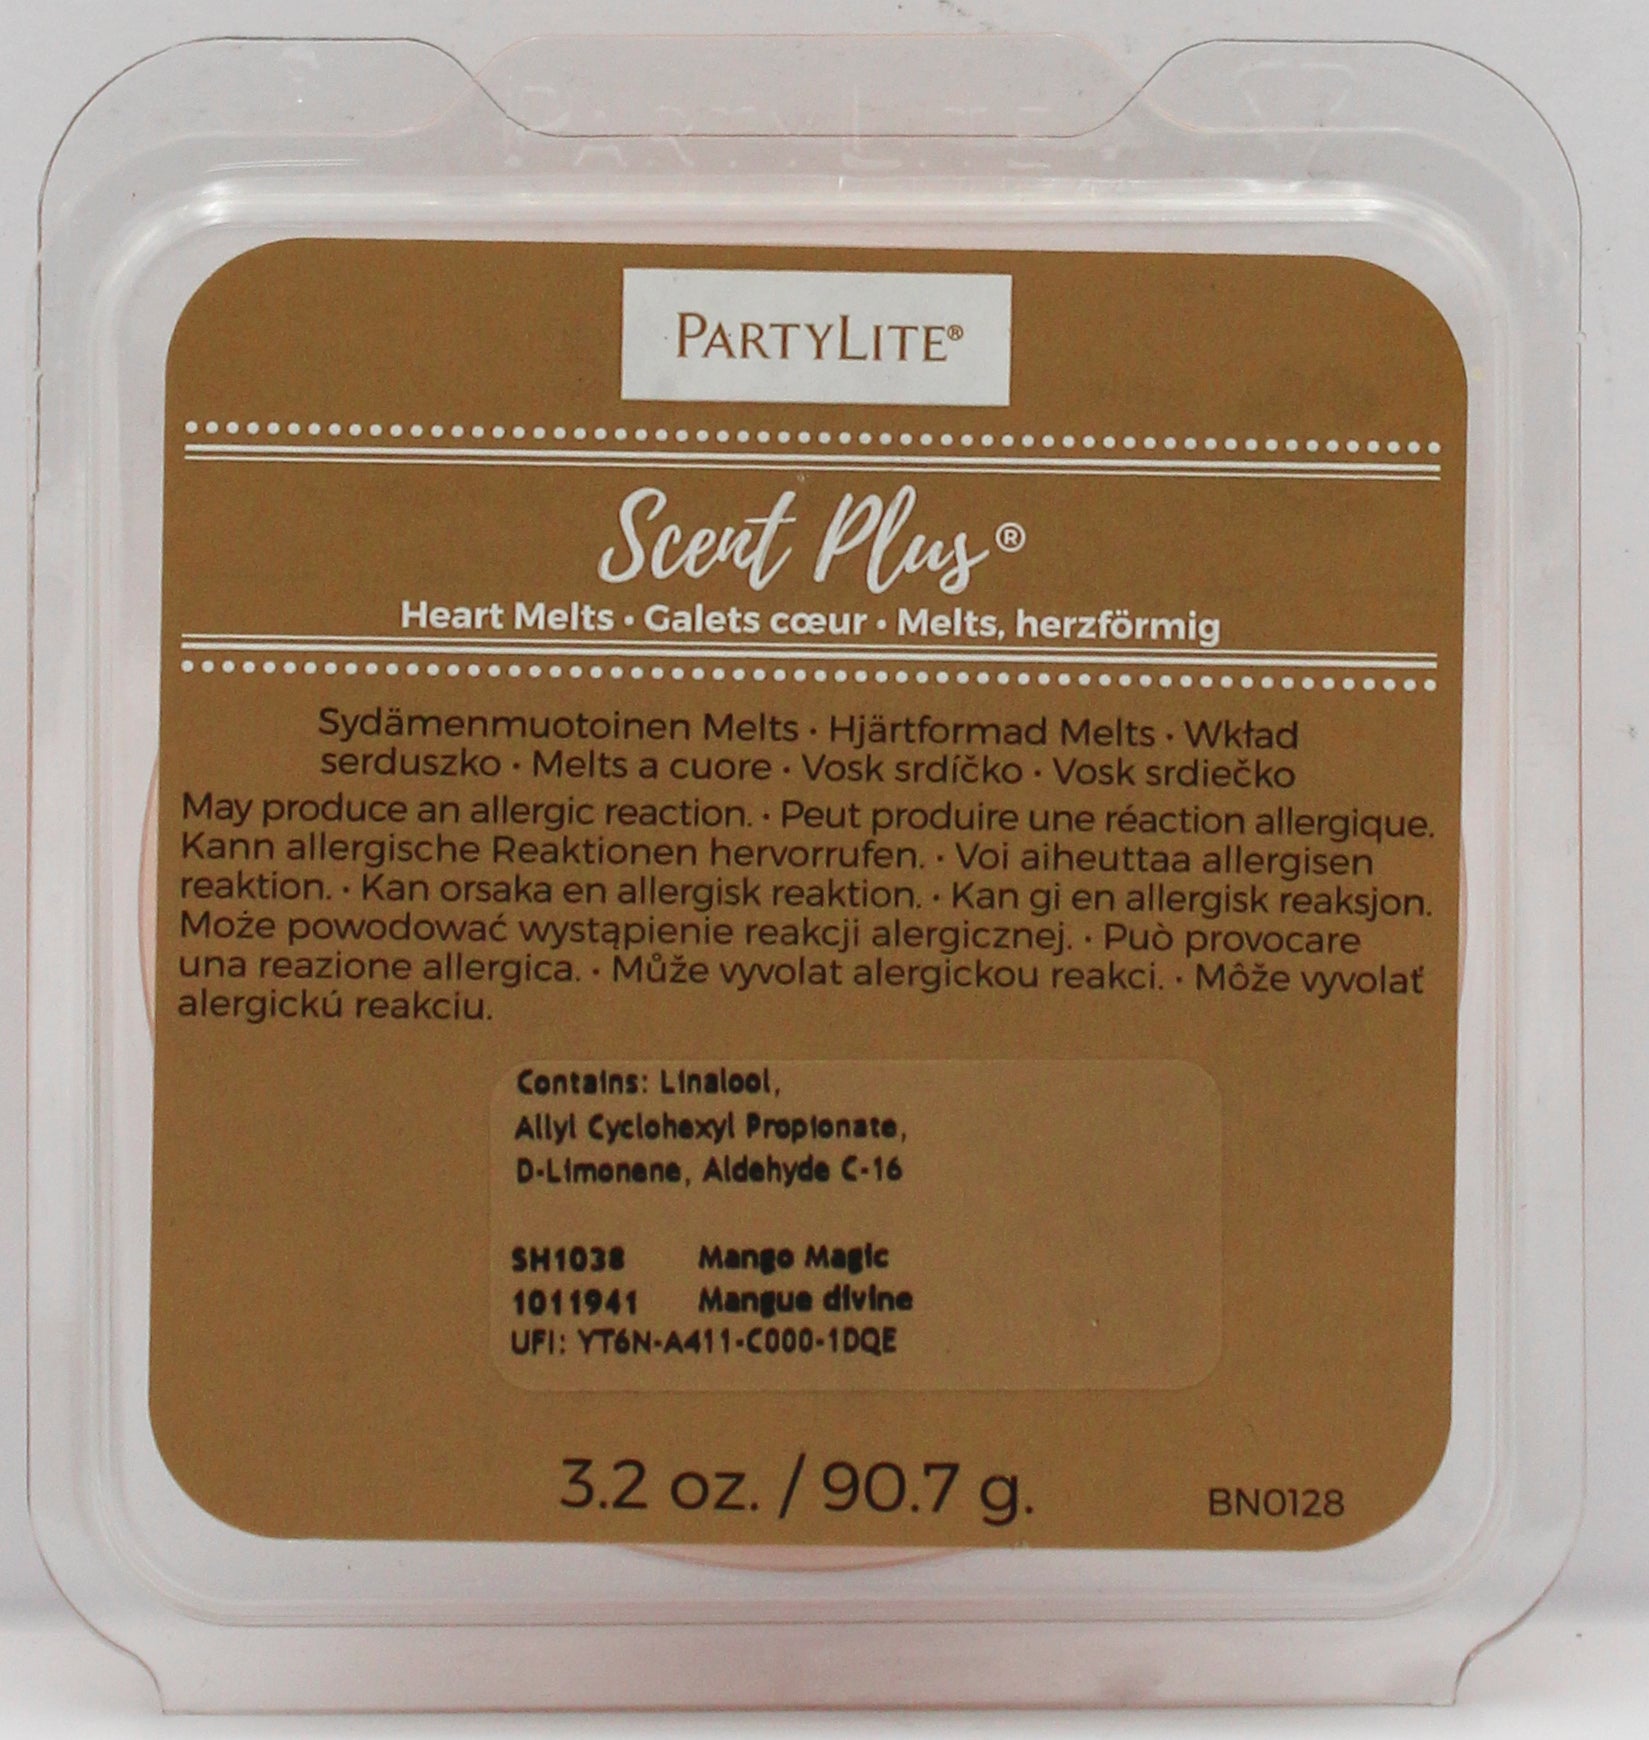 PARTYLITE®
Scent Plus®
Heart Melts • Galets cœur • Melts, herzförmig
Sydämenmuotoinen Melts · Hjärtformad Melts · Wkład
serduszko · Melts a cuore · Vosk srdíčko · Vosk srdiečko
May produce an allergic reaction. · Peut produire une réaction allergique.
Kann allergische Reaktionen hervorrufen. · Voi aiheuttaa allergisen
reaktion. · Kan orsaka en allergisk reaktion. · Kan gi en allergisk reaksjon.
Może powodować wystąpienie reakcji alergicznej. · Può provocare
una reazione allergica. · Může vyvolat alergickou reakci. · Môže vyvolať
alergickú reakciu.
Contains: Linalool,
Allyl Cyclohexyl Propionate,
D-Limonene, Aldehyde C-16
SH1038 Mango Magic
1011941 Mangue divine
UFI: YT6N-A411-C000-1DQE
3.2 oz. / 90.7 g.
BN0128